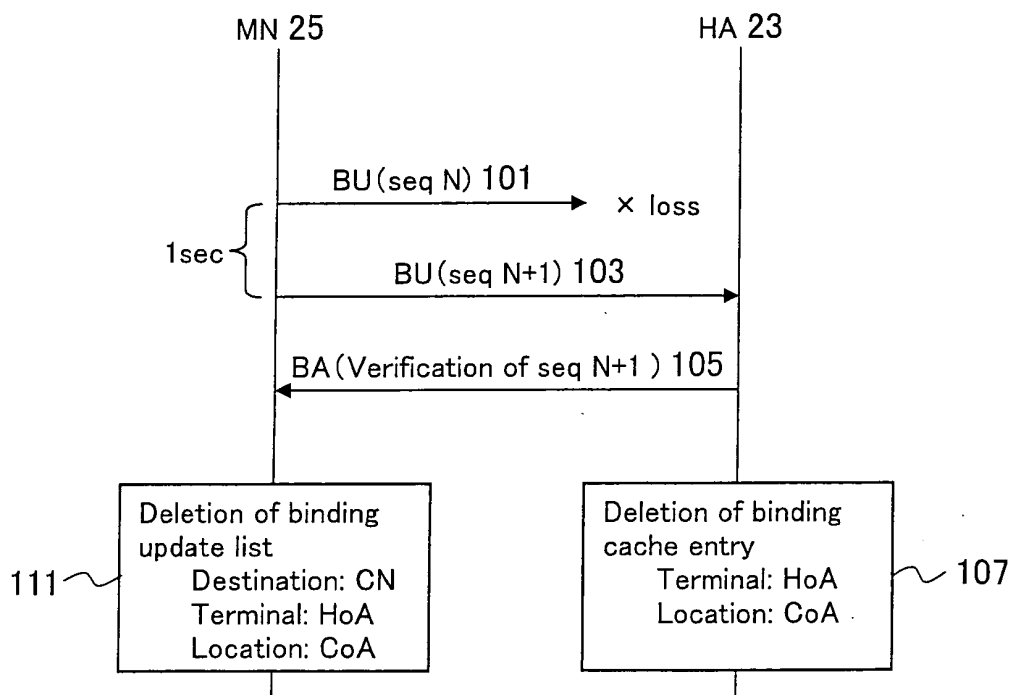 MN 25
HA 23
BU(seq N) 101
× loss
1sec
BU(seq N+1) 103
BA(Verification of seq N+1 ) 105
Deletion of binding
update list
Destination: CN
Terminal: HoA
Location: CoA
111
Deletion of binding
cache entry
Terminal: HoA
Location: CoA
107